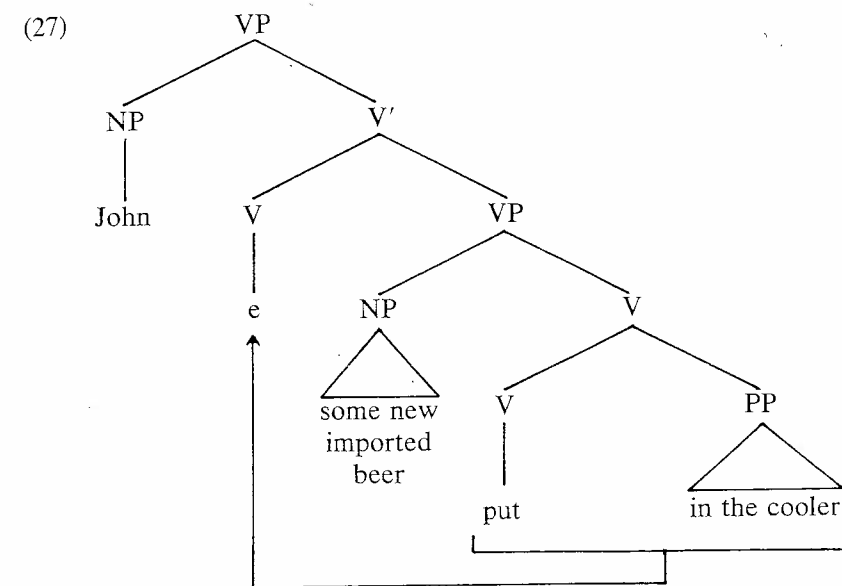 (27)
VP
NP
V′
John
V
VP
e
NP
V
some new
imported
beer
V
PP
put
in the cooler